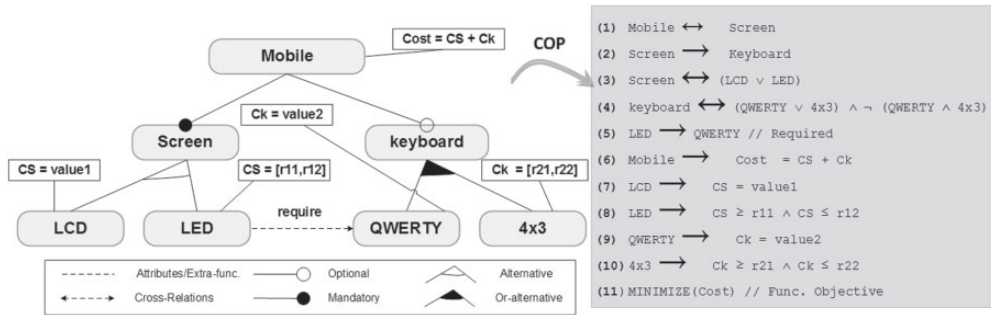 Cost = CS + Ck
COP
Mobile
Ck = value2
Screen
keyboard
CS = value1
CS = [r11,r12]
Ck = [r21,r22]
require
LCD
LED
QWERTY
4x3
Attributes/Extra-func.
Optional
Alternative
Cross-Relations
Mandatory
Or-alternative
(1) Mobile ↔ Screen
(2) Screen → Keyboard
(3) Screen ↔ (LCD ∨ LED)
(4) keyboard ↔ (QWERTY ∨ 4x3) ∧ ¬ (QWERTY ∧ 4x3)
(5) LED → QWERTY // Required
(6) Mobile → Cost = CS + Ck
(7) LCD → CS = value1
(8) LED → CS ≥ r11 ∧ CS ≤ r12
(9) QWERTY → Ck = value2
(10) 4x3 → Ck ≥ r21 ∧ Ck ≤ r22
(11) MINIMIZE(Cost) // Func. Objective